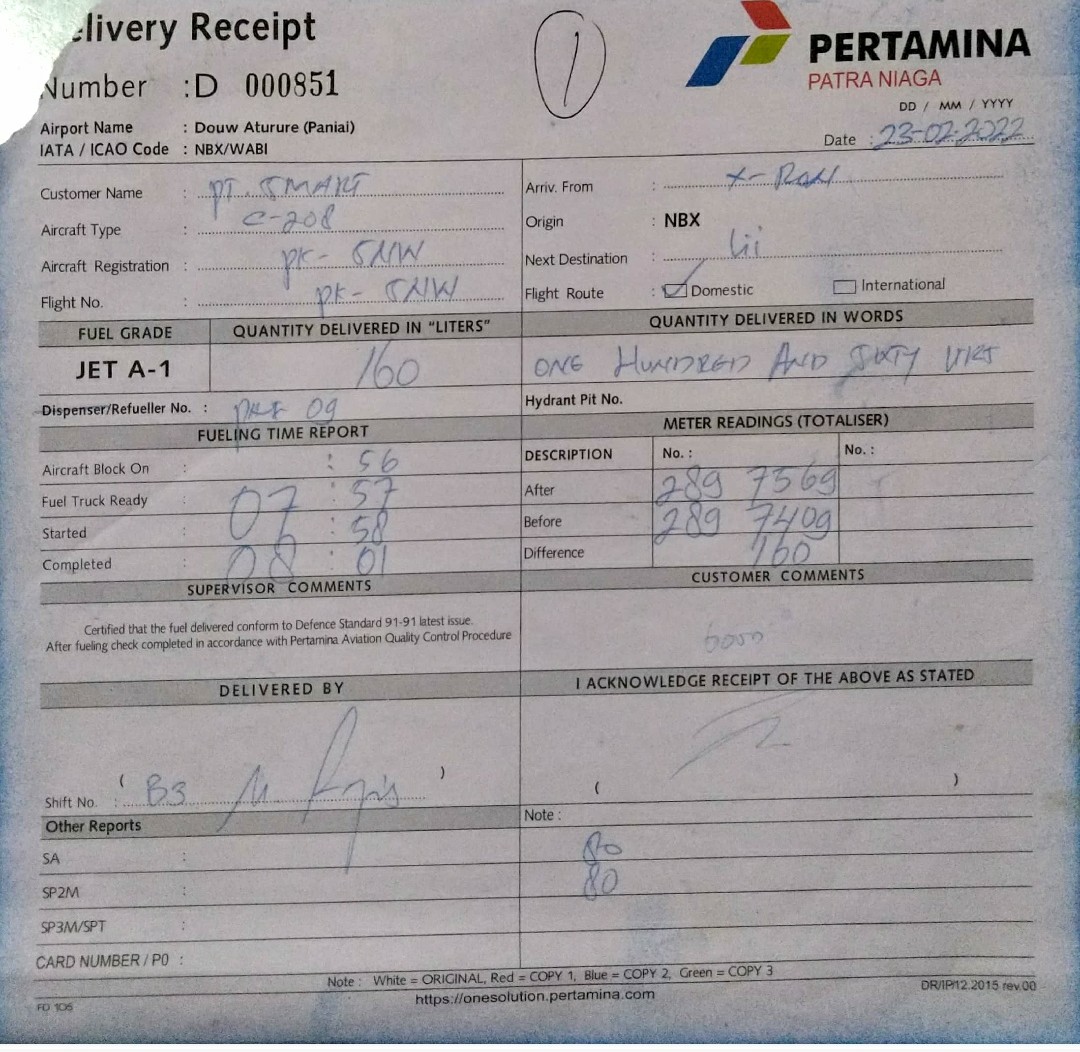 elivery Receipt
1
PERTAMINA
PATRA NIAGA
Number : D 000851
DD / MM / YYYY
Date : 23-02-2022
Airport Name : Douw Aturure (Paniai)
IATA / ICAO Code : NBX/WABI
Customer Name : PT. SMART
Aircraft Type : C-208
Aircraft Registration : PK- SNW
Flight No. : PK- SNW
Arriv. From :
Origin : NBX
Next Destination :
Flight Route : Domestic International
FUEL GRADE QUANTITY DELIVERED IN "LITERS" QUANTITY DELIVERED IN WORDS
JET A-1 160 ONE HUNDRED AND SIXTY
Dispenser/Refueller No. : 09
Hydrant Pit No.
FUELING TIME REPORT
METER READINGS (TOTALISER)
DESCRIPTION No. : No. :
Aircraft Block On : : 56
Fuel Truck Ready : 07 : 57
Started : : 58
Completed : 08 : 01
After 289 7569
Before 289 7409
Difference 160
SUPERVISOR COMMENTS
CUSTOMER COMMENTS
Certified that the fuel delivered conform to Defence Standard 91-91 latest issue.
After fueling check completed in accordance with Pertamina Aviation Quality Control Procedure
DELIVERED BY
I ACKNOWLEDGE RECEIPT OF THE ABOVE AS STATED
( )
Shift No. : B3
( )
Other Reports
Note :
SA :
80
SP2M :
80
SP3M/SPT :
CARD NUMBER / PO :
Note : White = ORIGINAL, Red = COPY 1, Blue = COPY 2, Green = COPY 3
https://onesolution.pertamina.com
FD 106
DR/IP/12.2015 rev.00